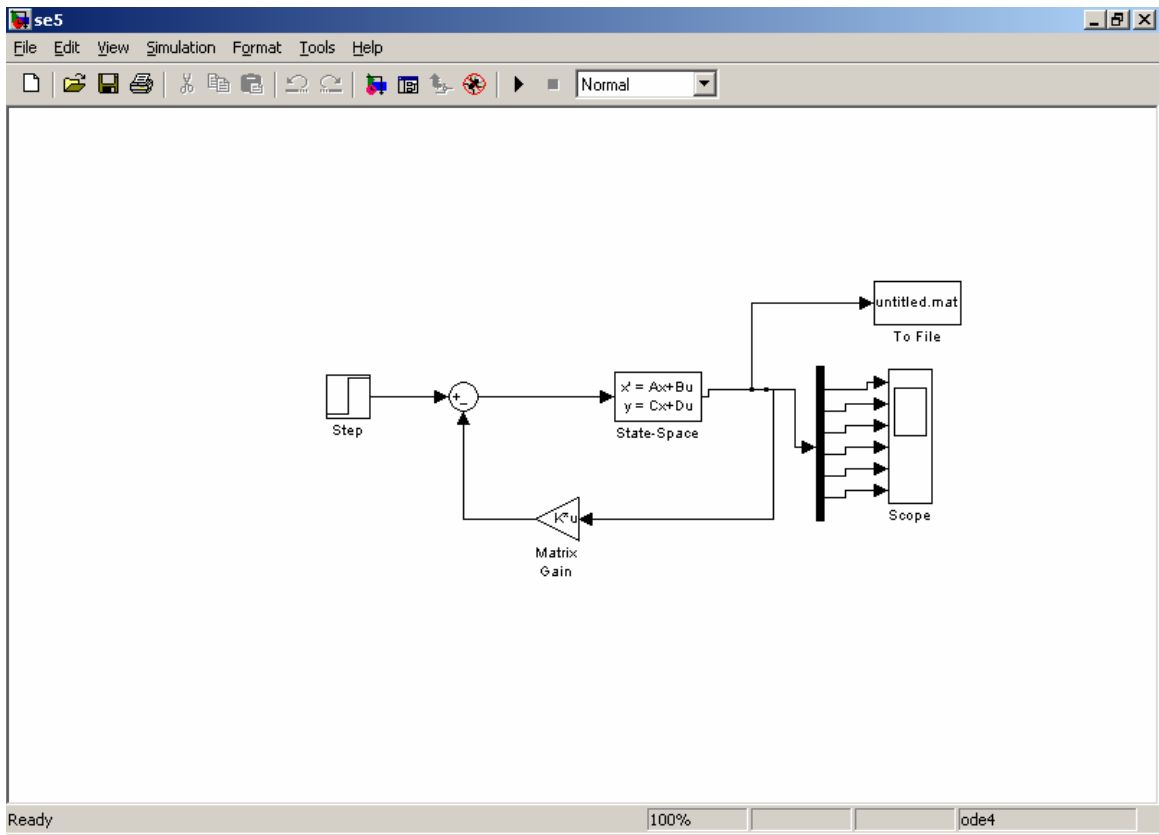 se5
File Edit View Simulation Format Tools Help
Normal
untitled.mat
To File
Step
+
−
x' = Ax+Bu
y = Cx+Du
State-Space
Scope
K*u
Matrix
Gain
Ready 100% ode4